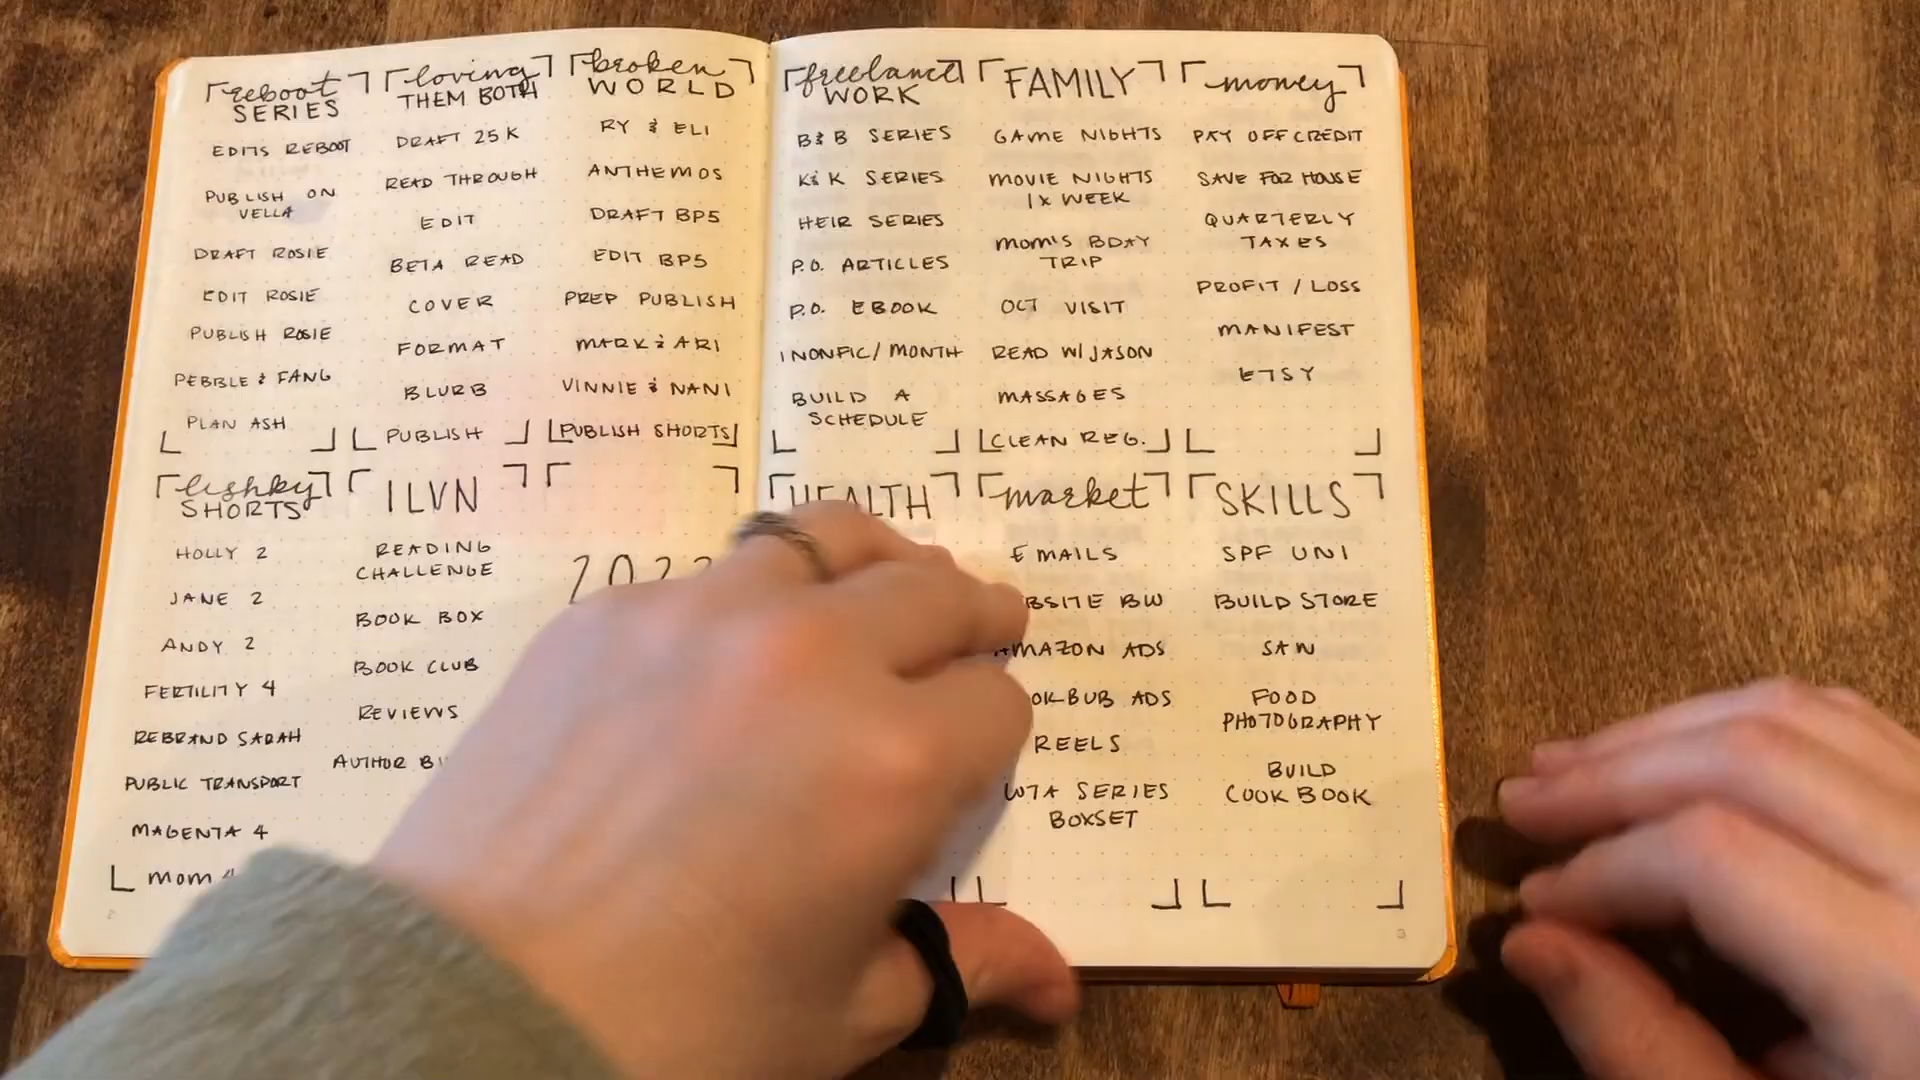 reboot
SERIES
EDITS REBOOT
PUBLISH ON
VELLA
DRAFT ROSIE
EDIT ROSIE
PUBLISH ROSIE
PEBBLE & FANG
PLAN ASH
loving
THEM BOTH
DRAFT 25K
READ THROUGH
EDIT
BETA READ
COVER
FORMAT
BLURB
PUBLISH
broken
WORLD
RY & ELI
ANTHEMOS
DRAFT BP5
EDIT BP5
PREP PUBLISH
MARK & ARI
VINNIE & NANI
PUBLISH SHORTS
lishky
SHORTS
HOLLY 2
JANE 2
ANDY 2
FERTILITY 4
REBRAND SARAH
PUBLIC TRANSPORT
MAGENTA 4
MOM
2
ILVN
READING
CHALLENGE
BOOK BOX
BOOK CLUB
REVIEWS
AUTHOR
freelance
WORK
B & B SERIES
K & K SERIES
HEIR SERIES
P.O. ARTICLES
P.O. EBOOK
1 NONFIC/MONTH
BUILD A
SCHEDULE
FAMILY
GAME NIGHTS
MOVIE NIGHTS
1X WEEK
MOM'S BDAY
TRIP
OCT VISIT
READ W/JASON
MASSAGES
CLEAN REG.
money
PAY OFF CREDIT
SAVE FOR HOUSE
QUARTERLY
TAXES
PROFIT / LOSS
MANIFEST
ETSY
HEALTH
market
EMAILS
BW
AMAZON ADS
ADS
REELS
SERIES
BOXSET
SKILLS
SPF UNI
BUILD STORE
SAW
FOOD
PHOTOGRAPHY
BUILD
COOK BOOK
3